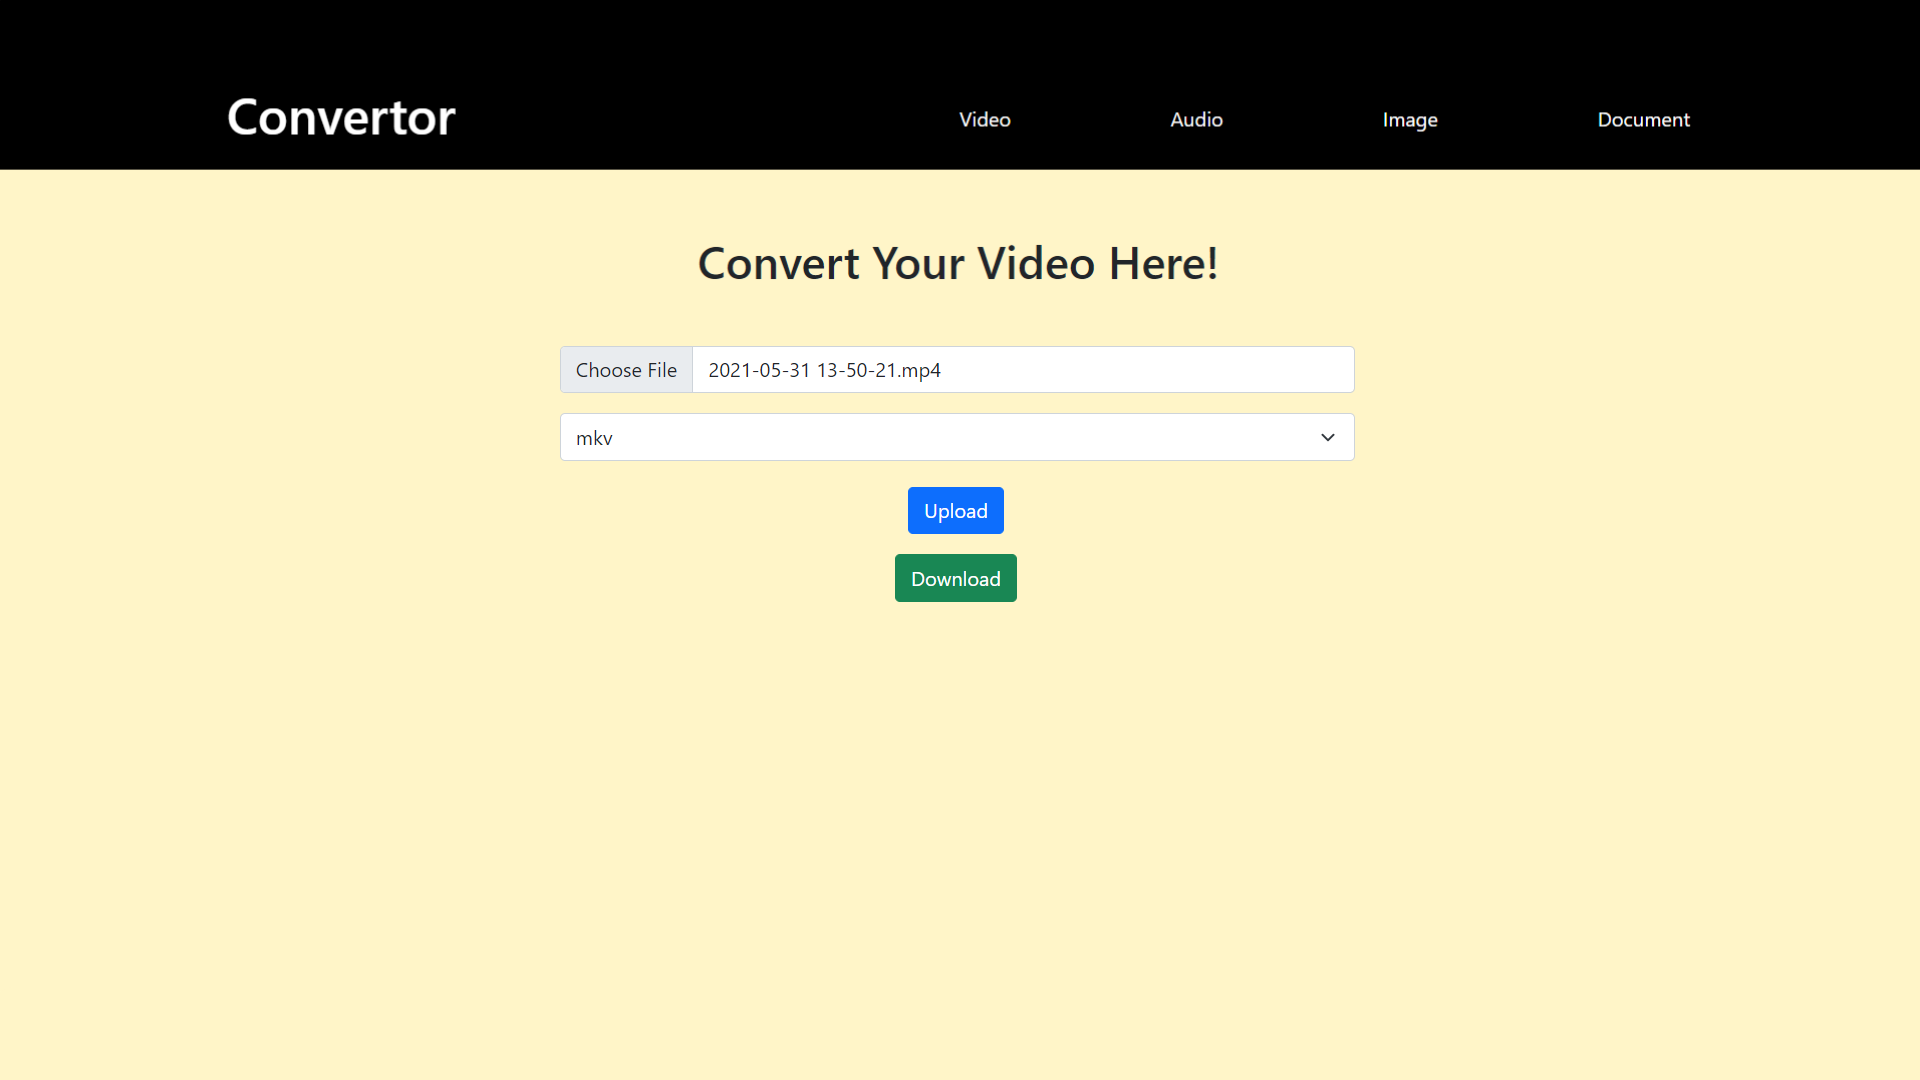 Convertor
Video Audio Image Document
Convert Your Video Here!
Choose File 2021-05-31 13-50-21.mp4
mkv
Upload
Download